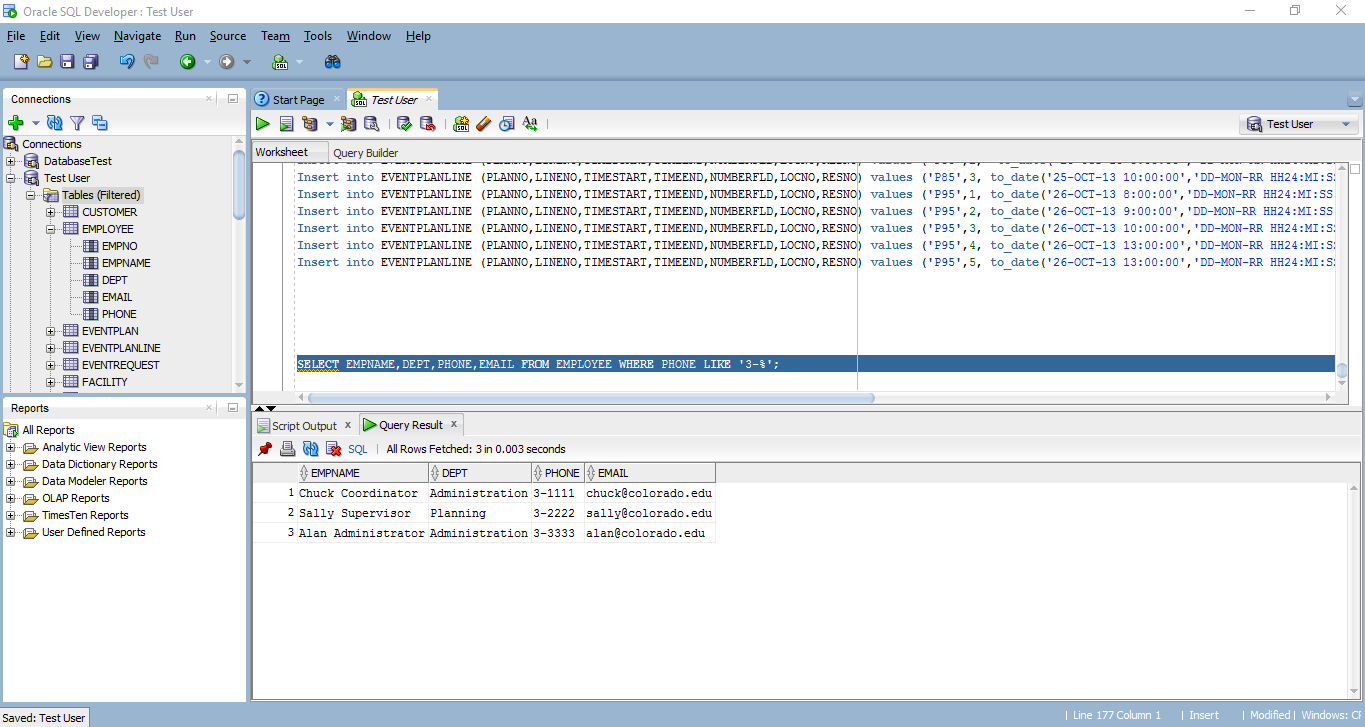 Oracle SQL Developer : Test User
File Edit View Navigate Run Source Team Tools Window Help
Connections
Connections
DatabaseTest
Test User
Tables (Filtered)
CUSTOMER
EMPLOYEE
EMPNO
EMPNAME
DEPT
EMAIL
PHONE
EVENTPLAN
EVENTPLANLINE
EVENTREQUEST
FACILITY
Reports
All Reports
Analytic View Reports
Data Dictionary Reports
Data Modeler Reports
OLAP Reports
TimesTen Reports
User Defined Reports
Start Page
Test User
Test User
Worksheet Query Builder
Insert into EVENTPLANLINE (PLANNO,LINENO,TIMESTART,TIMEEND,NUMBERFLD,LOCNO,RESNO) values ('P85',3, to_date('25-OCT-13 10:00:00','DD-MON-RR HH24:MI:S
Insert into EVENTPLANLINE (PLANNO,LINENO,TIMESTART,TIMEEND,NUMBERFLD,LOCNO,RESNO) values ('P95',1, to_date('26-OCT-13 8:00:00','DD-MON-RR HH24:MI:SS
Insert into EVENTPLANLINE (PLANNO,LINENO,TIMESTART,TIMEEND,NUMBERFLD,LOCNO,RESNO) values ('P95',2, to_date('26-OCT-13 9:00:00','DD-MON-RR HH24:MI:SS
Insert into EVENTPLANLINE (PLANNO,LINENO,TIMESTART,TIMEEND,NUMBERFLD,LOCNO,RESNO) values ('P95',3, to_date('26-OCT-13 10:00:00','DD-MON-RR HH24:MI:S
Insert into EVENTPLANLINE (PLANNO,LINENO,TIMESTART,TIMEEND,NUMBERFLD,LOCNO,RESNO) values ('P95',4, to_date('26-OCT-13 13:00:00','DD-MON-RR HH24:MI:S
Insert into EVENTPLANLINE (PLANNO,LINENO,TIMESTART,TIMEEND,NUMBERFLD,LOCNO,RESNO) values ('P95',5, to_date('26-OCT-13 13:00:00','DD-MON-RR HH24:MI:S
SELECT EMPNAME,DEPT,PHONE,EMAIL FROM EMPLOYEE WHERE PHONE LIKE '3-%';
Script Output Query Result
SQL All Rows Fetched: 3 in 0.003 seconds
EMPNAME DEPT PHONE EMAIL
1 Chuck Coordinator Administration 3-1111 chuck@colorado.edu
2 Sally Supervisor Planning 3-2222 sally@colorado.edu
3 Alan Administrator Administration 3-3333 alan@colorado.edu
Saved: Test User
Line 177 Column 1 | Insert | Modified | Windows: CF